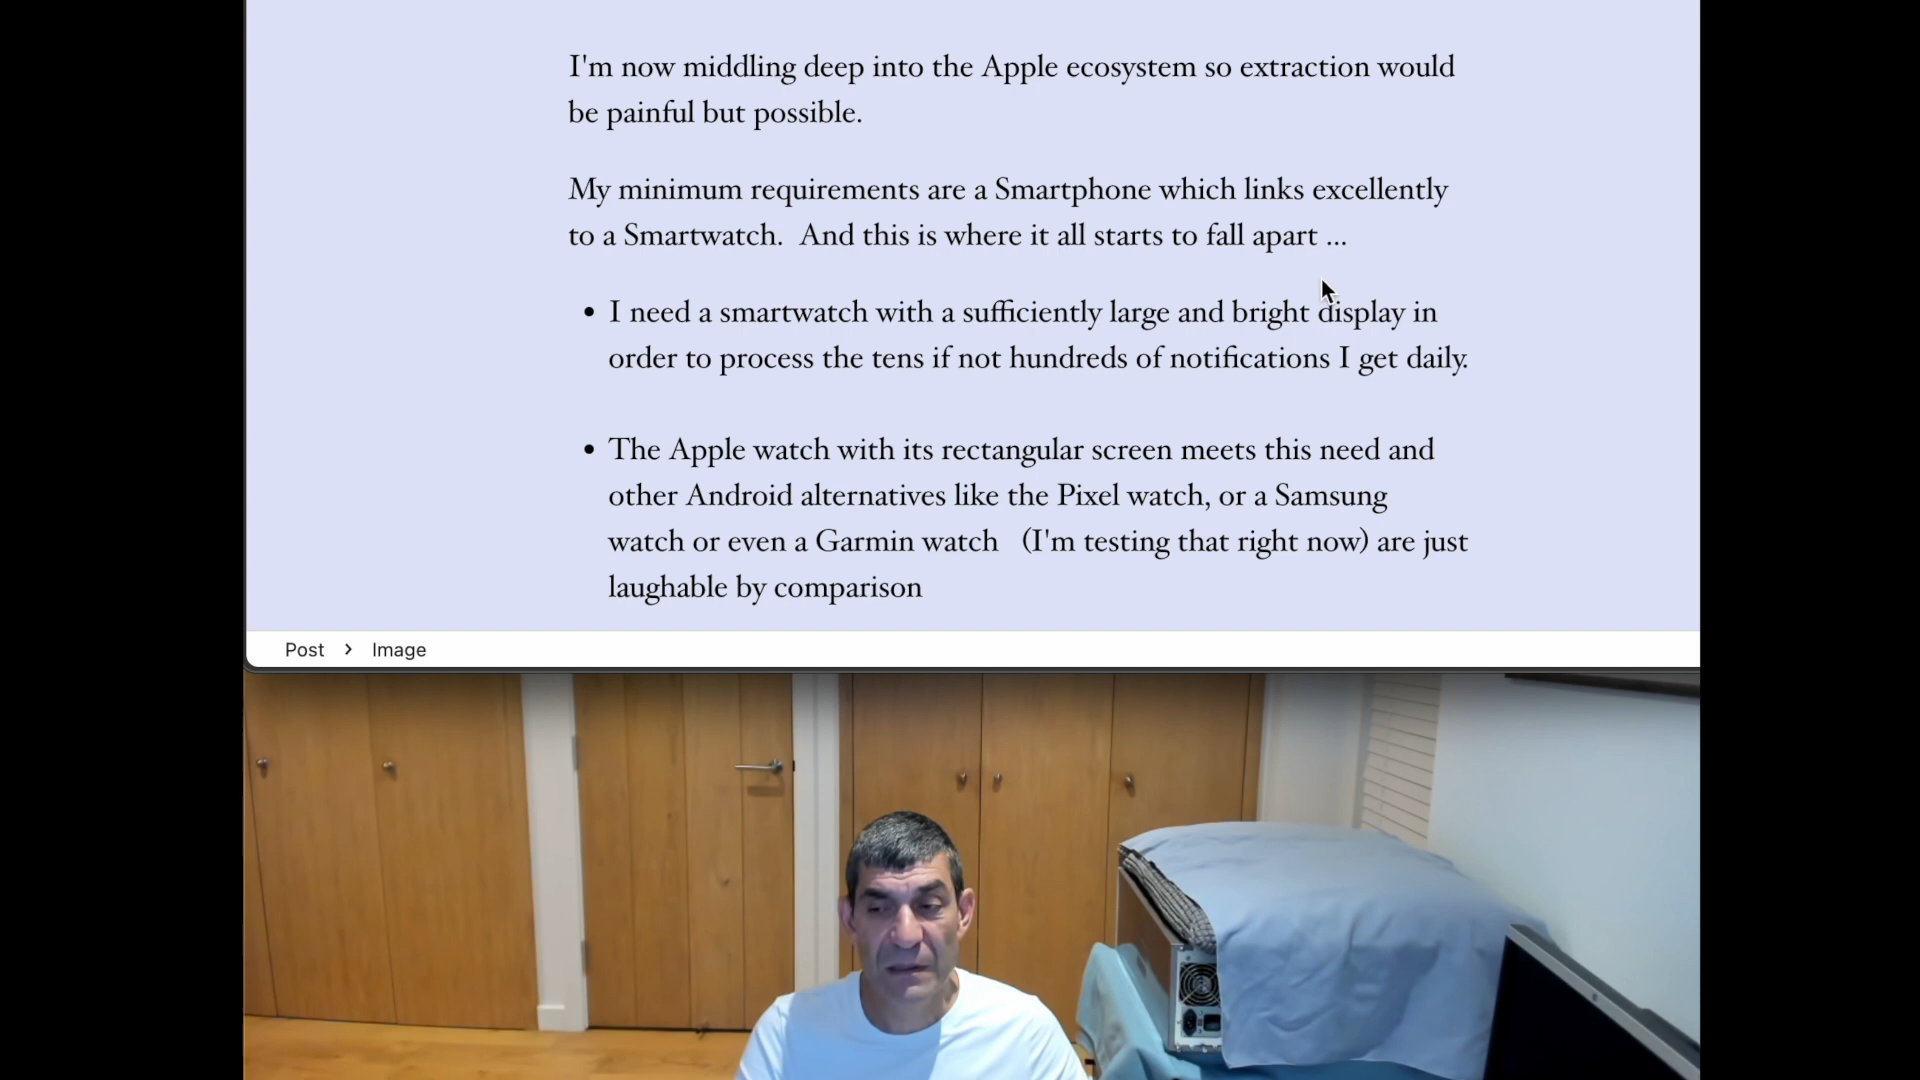 I'm now middling deep into the Apple ecosystem so extraction would
be painful but possible.
My minimum requirements are a Smartphone which links excellently
to a Smartwatch.  And this is where it all starts to fall apart ...
• I need a smartwatch with a sufficiently large and bright display in
order to process the tens if not hundreds of notifications I get daily.
• The Apple watch with its rectangular screen meets this need and
other Android alternatives like the Pixel watch, or a Samsung
watch or even a Garmin watch   (I'm testing that right now) are just
laughable by comparison
Post > Image